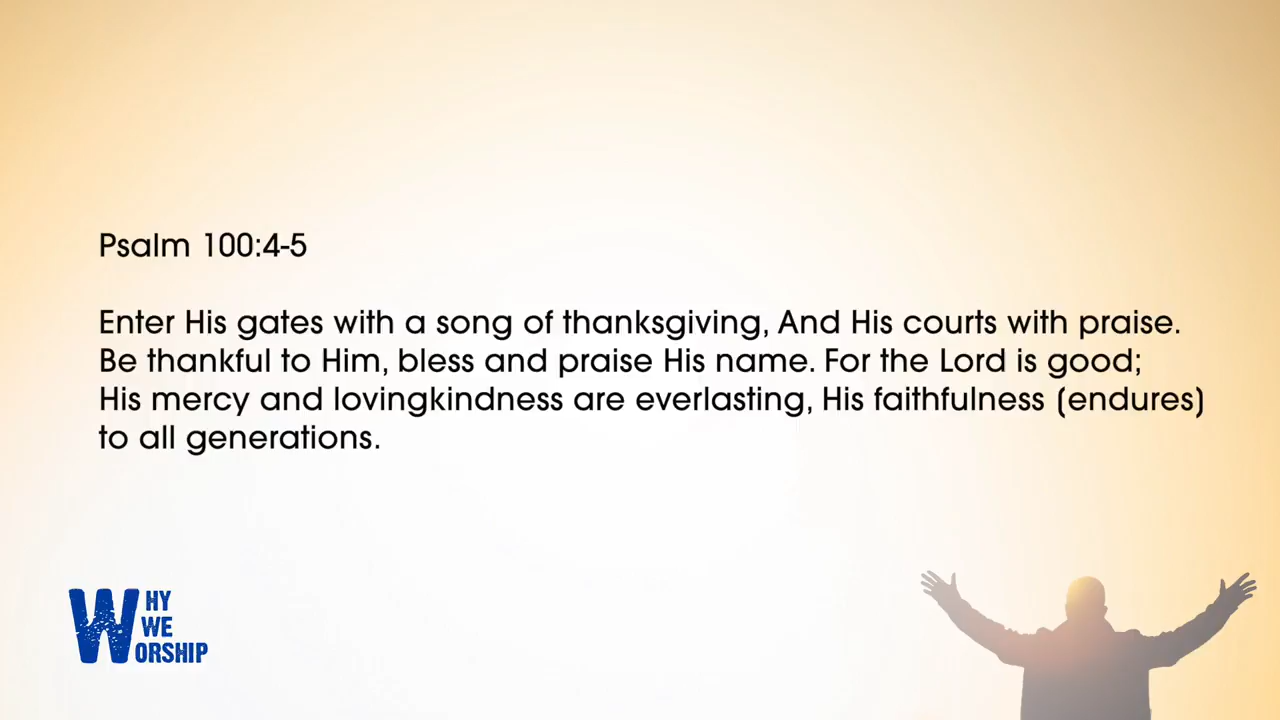 Psalm 100:4-5
Enter His gates with a song of thanksgiving, And His courts with praise.
Be thankful to Him, bless and praise His name. For the Lord is good;
His mercy and lovingkindness are everlasting, His faithfulness (endures)
to all generations.
WHY
WE
WORSHIP